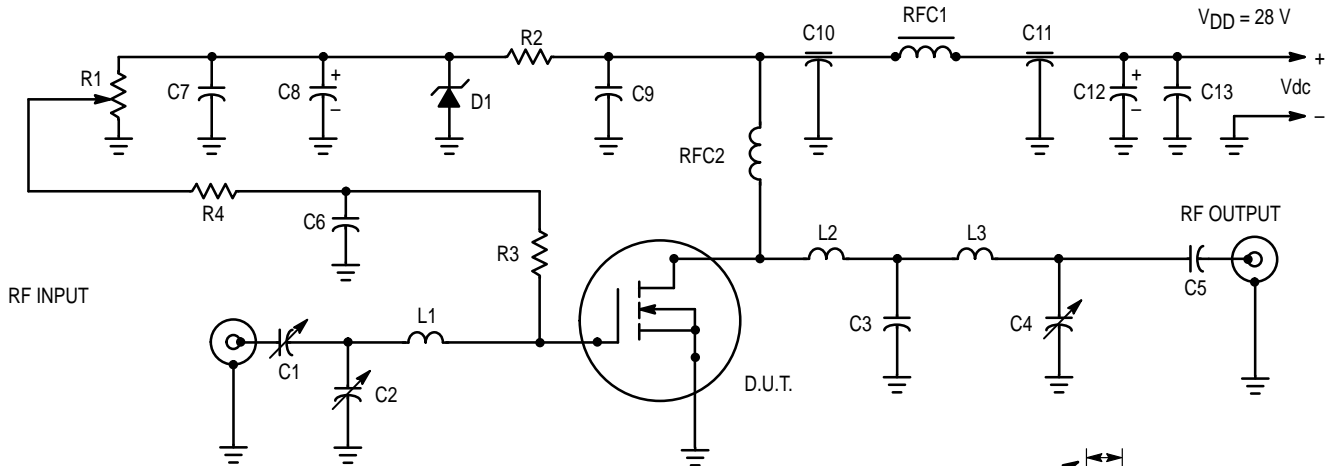 RFC1
VDD = 28 V
C10
C11
R2
R1
C7
C8
+
–
D1
C9
C12
+
–
C13
+
Vdc
–
RFC2
R4
C6
R3
RF OUTPUT
L2
L3
C5
RF INPUT
L1
C3
C4
C1
C2
D.U.T.